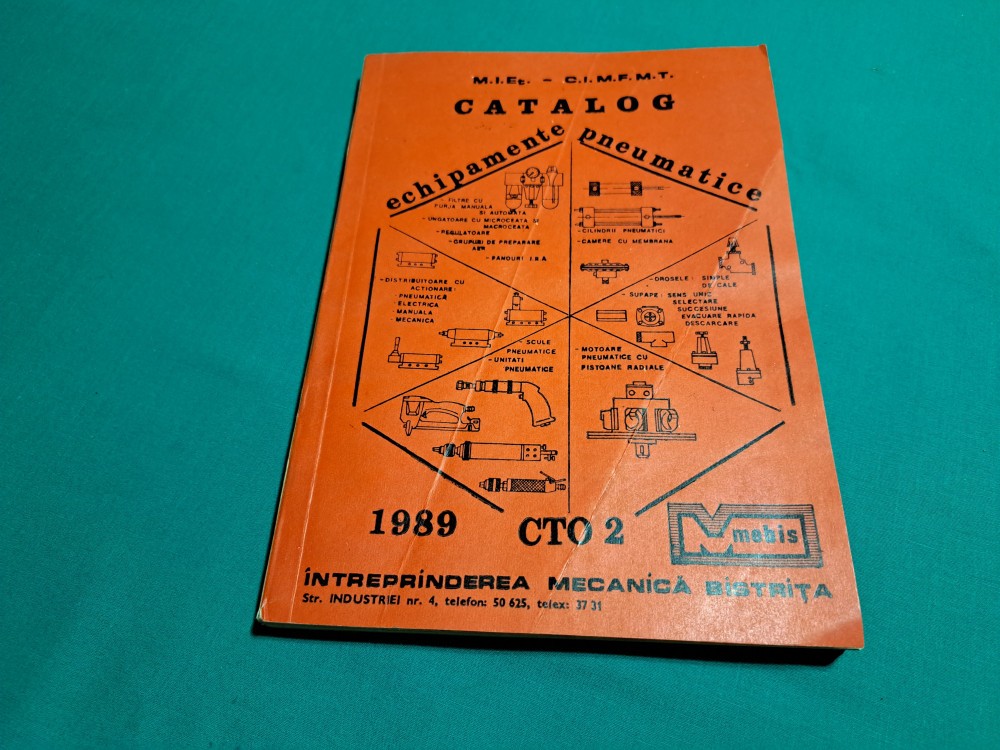 M.I.Eț. - C.I.M.F.M.T.
CATALOG
echipamente pneumatice
- FILTRE CU
PURJA MANUALA
SI AUTOMATA
- UNGATOARE CU MICROCEATA SI
MACROCEATA
- REGULATOARE
- GRUPURI DE PREPARARE
AER
- PANOURI I.R.A.
- CILINDRII PNEUMATICI
- CAMERE CU MEMBRANA
- DISTRIBUITOARE CU
ACTIONARE:
- PNEUMATICĂ
- ELECTRICA
- MANUALA
- MECANICA
- DROSELE: SIMPLE
DE CALE
- SUPAPE: SENS UNIC
SELECTARE
SUCCESIUNE
EVACUARE RAPIDA
DESCARCARE
- SCULE
PNEUMATICE
- UNITATI
PNEUMATICE
- MOTOARE
PNEUMATICE CU
PISTOANE RADIALE
1989 CTO 2
mebis
ÎNTREPRINDEREA MECANICĂ BISTRIȚA
Str. INDUSTRIEI nr. 4, telefon: 50 625, telex: 37 31